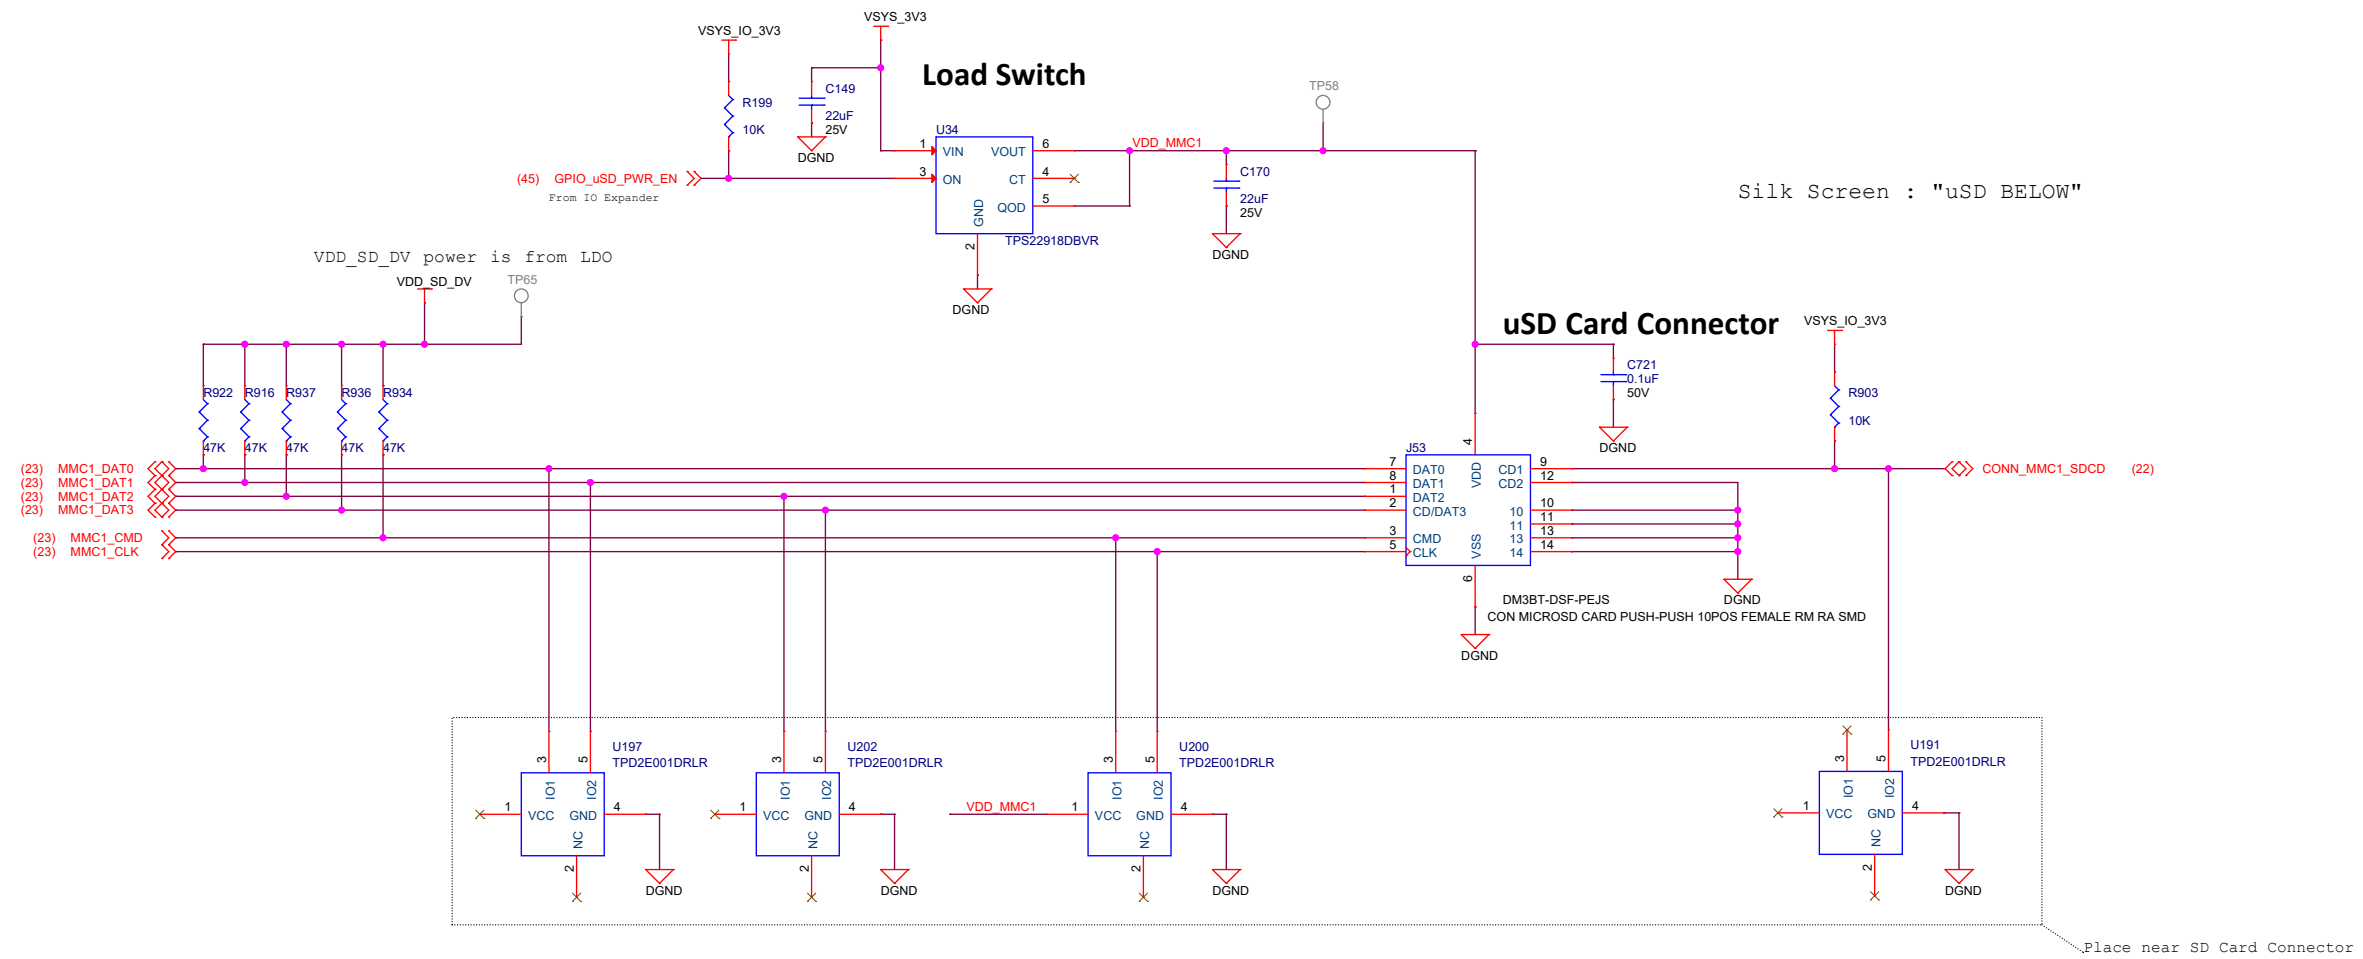 VSYS_3V3
VSYS_IO_3V3
Load Switch
C149
22uF
25V
DGND
R199
10K
TP58
U34
1 VIN
VOUT 6
3 ON
CT 4
QOD 5
GND
2
TPS22918DBVR
DGND
VDD_MMC1
C170
22uF
25V
DGND
(45) GPIO_uSD_PWR_EN
From IO Expander
Silk Screen : "uSD BELOW"
VDD_SD_DV power is from LDO
VDD_SD_DV
TP65
uSD Card Connector
VSYS_IO_3V3
C721
0.1uF
50V
DGND
R903
10K
R922 R916 R937 R936 R934
47K 47K 47K 47K 47K
(23) MMC1_DAT0
(23) MMC1_DAT1
(23) MMC1_DAT2
(23) MMC1_DAT3
(23) MMC1_CMD
(23) MMC1_CLK
J53
4
VDD
7 DAT0
8 DAT1
1 DAT2
2 CD/DAT3
3 CMD
5 CLK
VSS
6
CD1 9
CD2 12
10 10
11 11
13 13
14 14
CONN_MMC1_SDCD (22)
DGND
DM3BT-DSF-PEJS
CON MICROSD CARD PUSH-PUSH 10POS FEMALE RM RA SMD
DGND
U197
TPD2E001DRLR
3 5
IO1 IO2
1 VCC GND 4
NC
2
DGND
U202
TPD2E001DRLR
3 5
IO1 IO2
1 VCC GND 4
NC
2
DGND
U200
TPD2E001DRLR
3 5
IO1 IO2
VDD_MMC1
1 VCC GND 4
NC
2
DGND
U191
TPD2E001DRLR
3 5
IO1 IO2
1 VCC GND 4
NC
2
DGND
Place near SD Card Connector